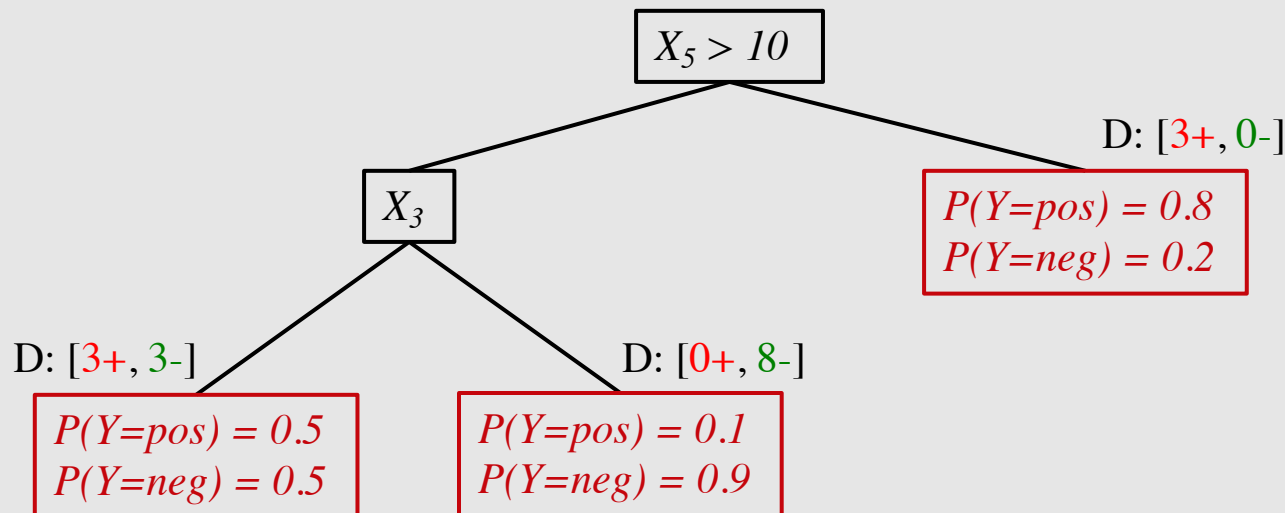 X₅ > 10
D: [3+, 0-]
X₃
P(Y=pos) = 0.8
P(Y=neg) = 0.2
D: [3+, 3-]
D: [0+, 8-]
P(Y=pos) = 0.5
P(Y=neg) = 0.5
P(Y=pos) = 0.1
P(Y=neg) = 0.9